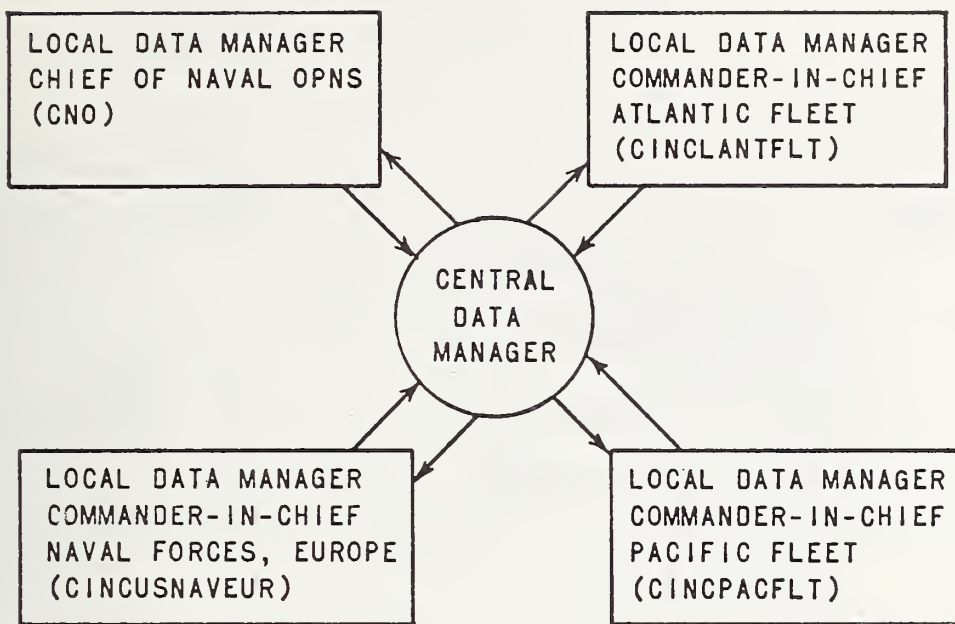 LOCAL DATA MANAGER
CHIEF OF NAVAL OPNS
(CNO)
LOCAL DATA MANAGER
COMMANDER-IN-CHIEF
ATLANTIC FLEET
(CINCLANTFLT)
CENTRAL
DATA
MANAGER
LOCAL DATA MANAGER
COMMANDER-IN-CHIEF
NAVAL FORCES, EUROPE
(CINCUSNAVEUR)
LOCAL DATA MANAGER
COMMANDER-IN-CHIEF
PACIFIC FLEET
(CINCPACFLT)